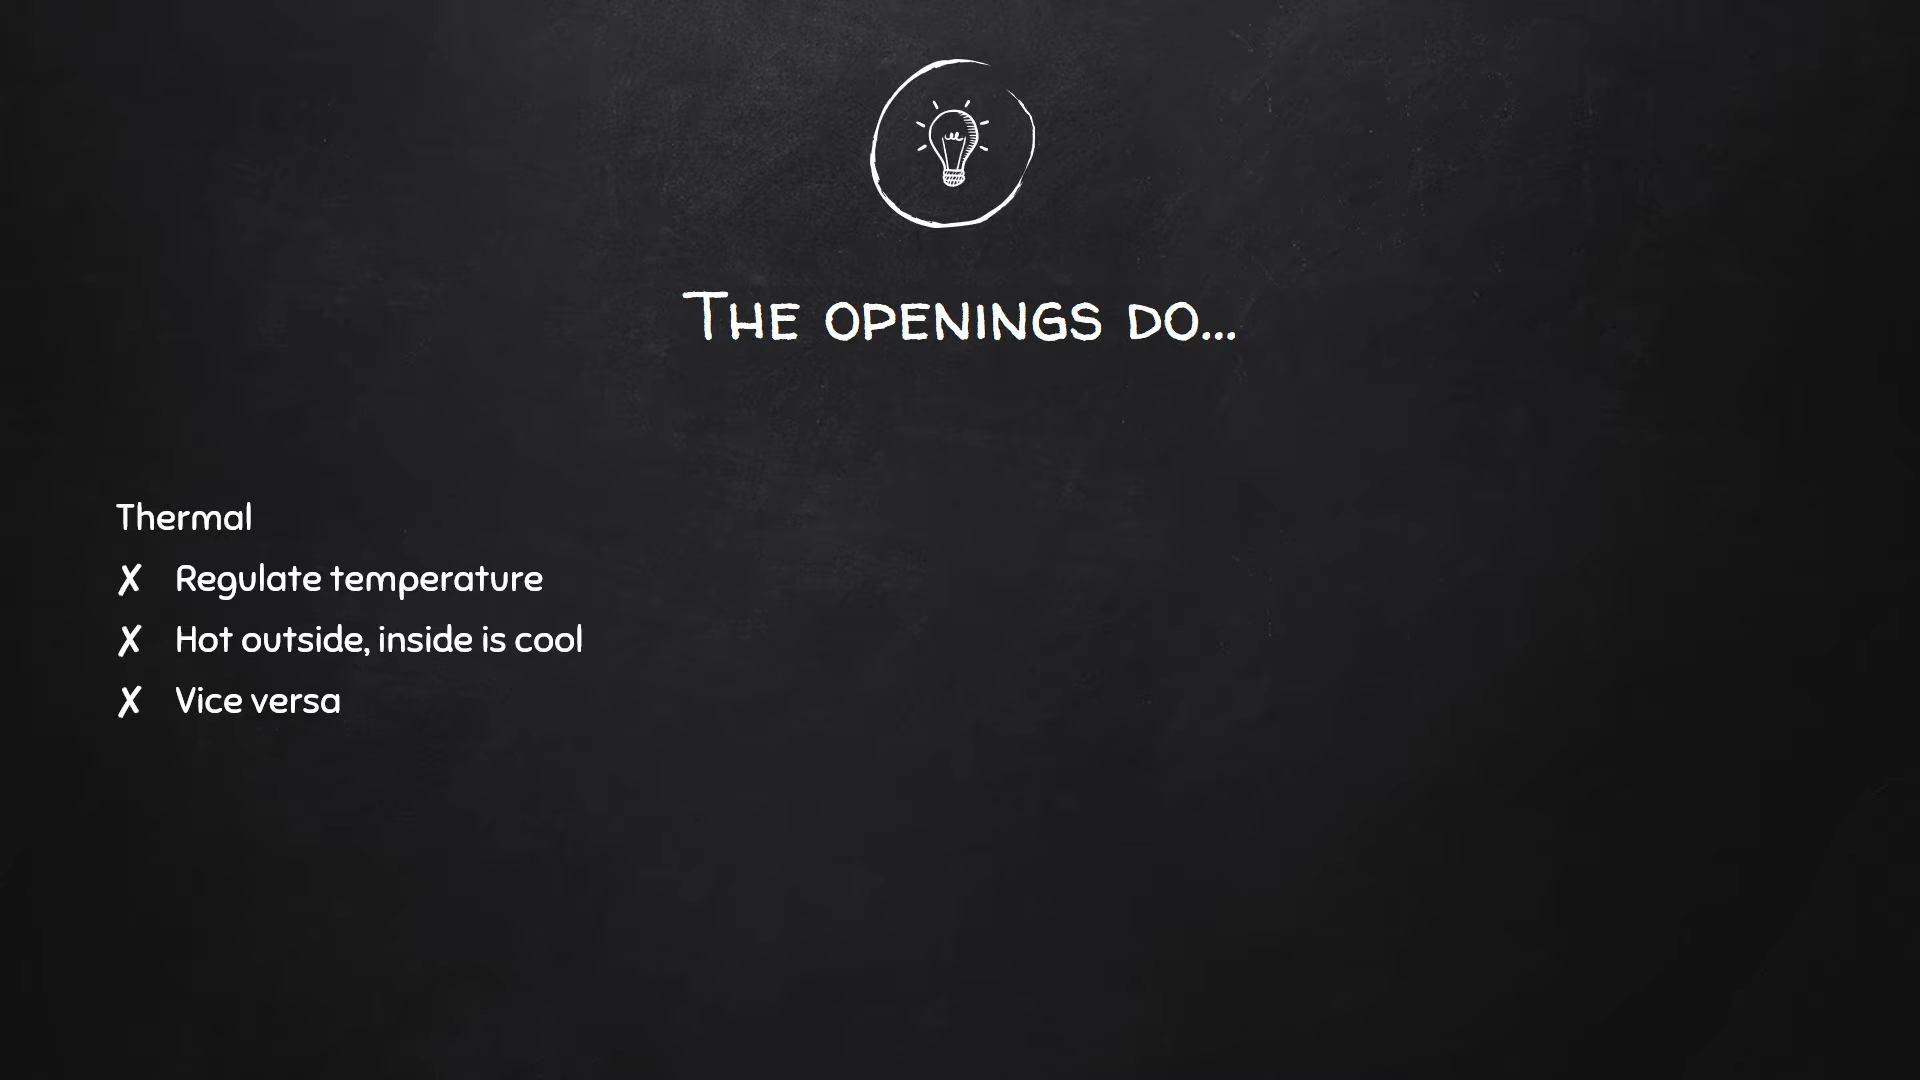 The openings do...
Thermal
✗ Regulate temperature
✗ Hot outside, inside is cool
✗ Vice versa